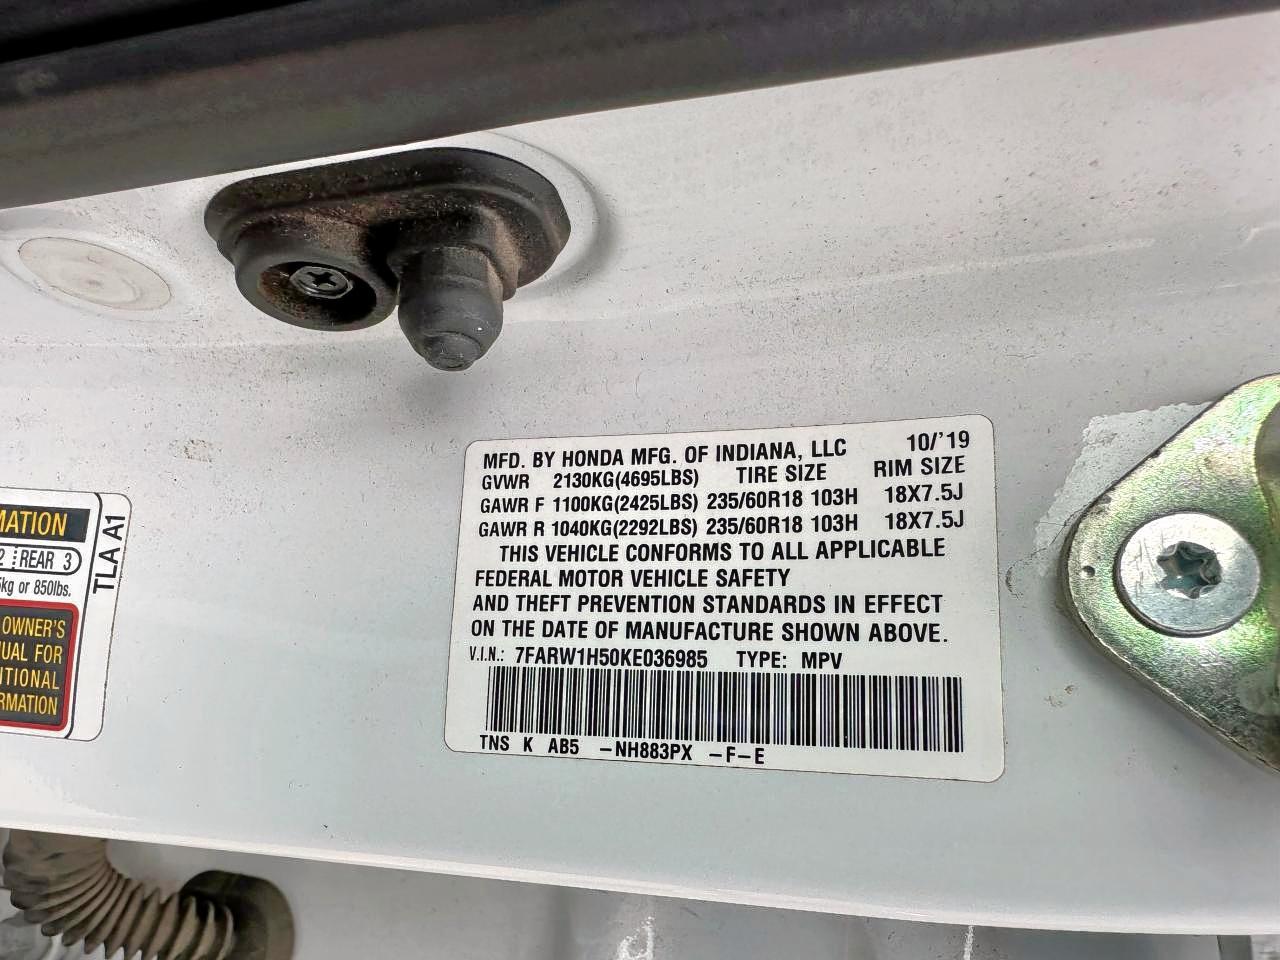 MFD. BY HONDA MFG. OF INDIANA, LLC 10/'19
GVWR 2130KG(4695LBS) TIRE SIZE RIM SIZE
GAWR F 1100KG(2425LBS) 235/60R18 103H 18X7.5J
GAWR R 1040KG(2292LBS) 235/60R18 103H 18X7.5J
THIS VEHICLE CONFORMS TO ALL APPLICABLE
FEDERAL MOTOR VEHICLE SAFETY
AND THEFT PREVENTION STANDARDS IN EFFECT
ON THE DATE OF MANUFACTURE SHOWN ABOVE.
V.I.N.: 7FARW1H50KE036985 TYPE: MPV
TNS K AB5 -NH883PX -F-E
MATION
2 REAR 3
kg or 850lbs.
OWNER'S
UAL FOR
ITIONAL
RMATION
TLA A1